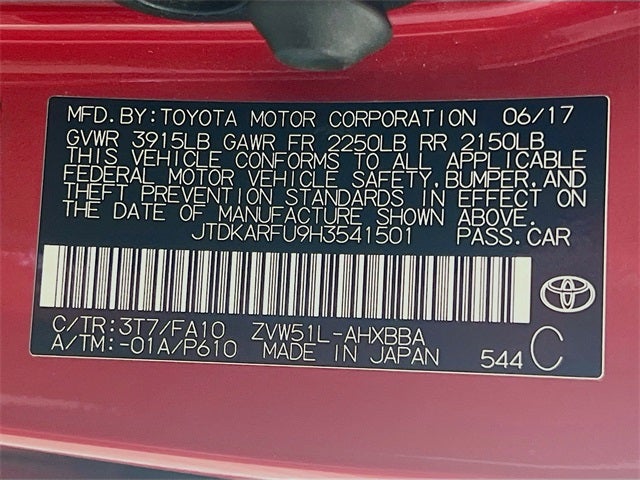 MFD.BY:TOYOTA MOTOR CORPORATION 06/17
GVWR 3915LB GAWR FR 2250LB RR 2150LB
THIS VEHICLE CONFORMS TO ALL APPLICABLE
FEDERAL MOTOR VEHICLE SAFETY,BUMPER,AND
THEFT PREVENTION STANDARDS IN EFFECT ON
THE DATE OF MANUFACTURE SHOWN ABOVE.
JTDKARFU9H3541501 PASS.CAR
C/TR:3T7/FA10 ZVW51L-AHXBBA
A/TM:-01A/P610 MADE IN JAPAN 544 C